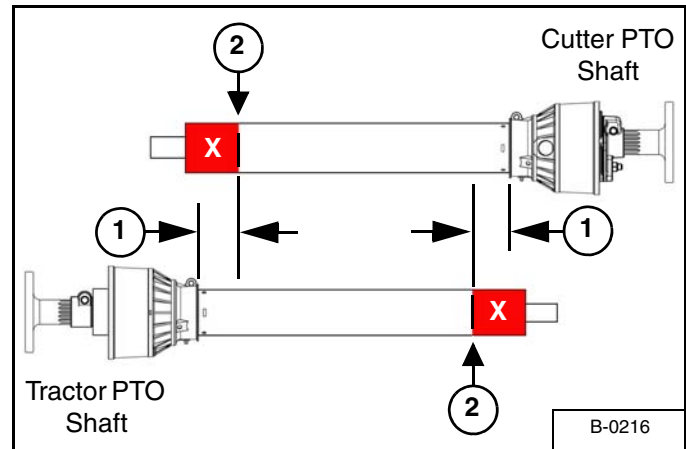 2
Cutter PTO
Shaft
X
1
1
X
Tractor PTO
Shaft
2
B-0216